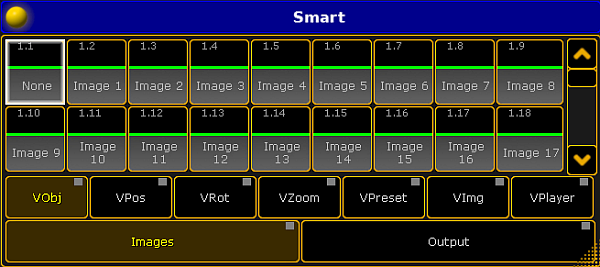 Smart
1.1 1.2 1.3 1.4 1.5 1.6 1.7 1.8 1.9
None Image 1 Image 2 Image 3 Image 4 Image 5 Image 6 Image 7 Image 8
1.10 1.11 1.12 1.13 1.14 1.15 1.16 1.17 1.18
Image 9 Image 10 Image 11 Image 12 Image 13 Image 14 Image 15 Image 16 Image 17
VObj VPos VRot VZoom VPreset VImg VPlayer
Images Output